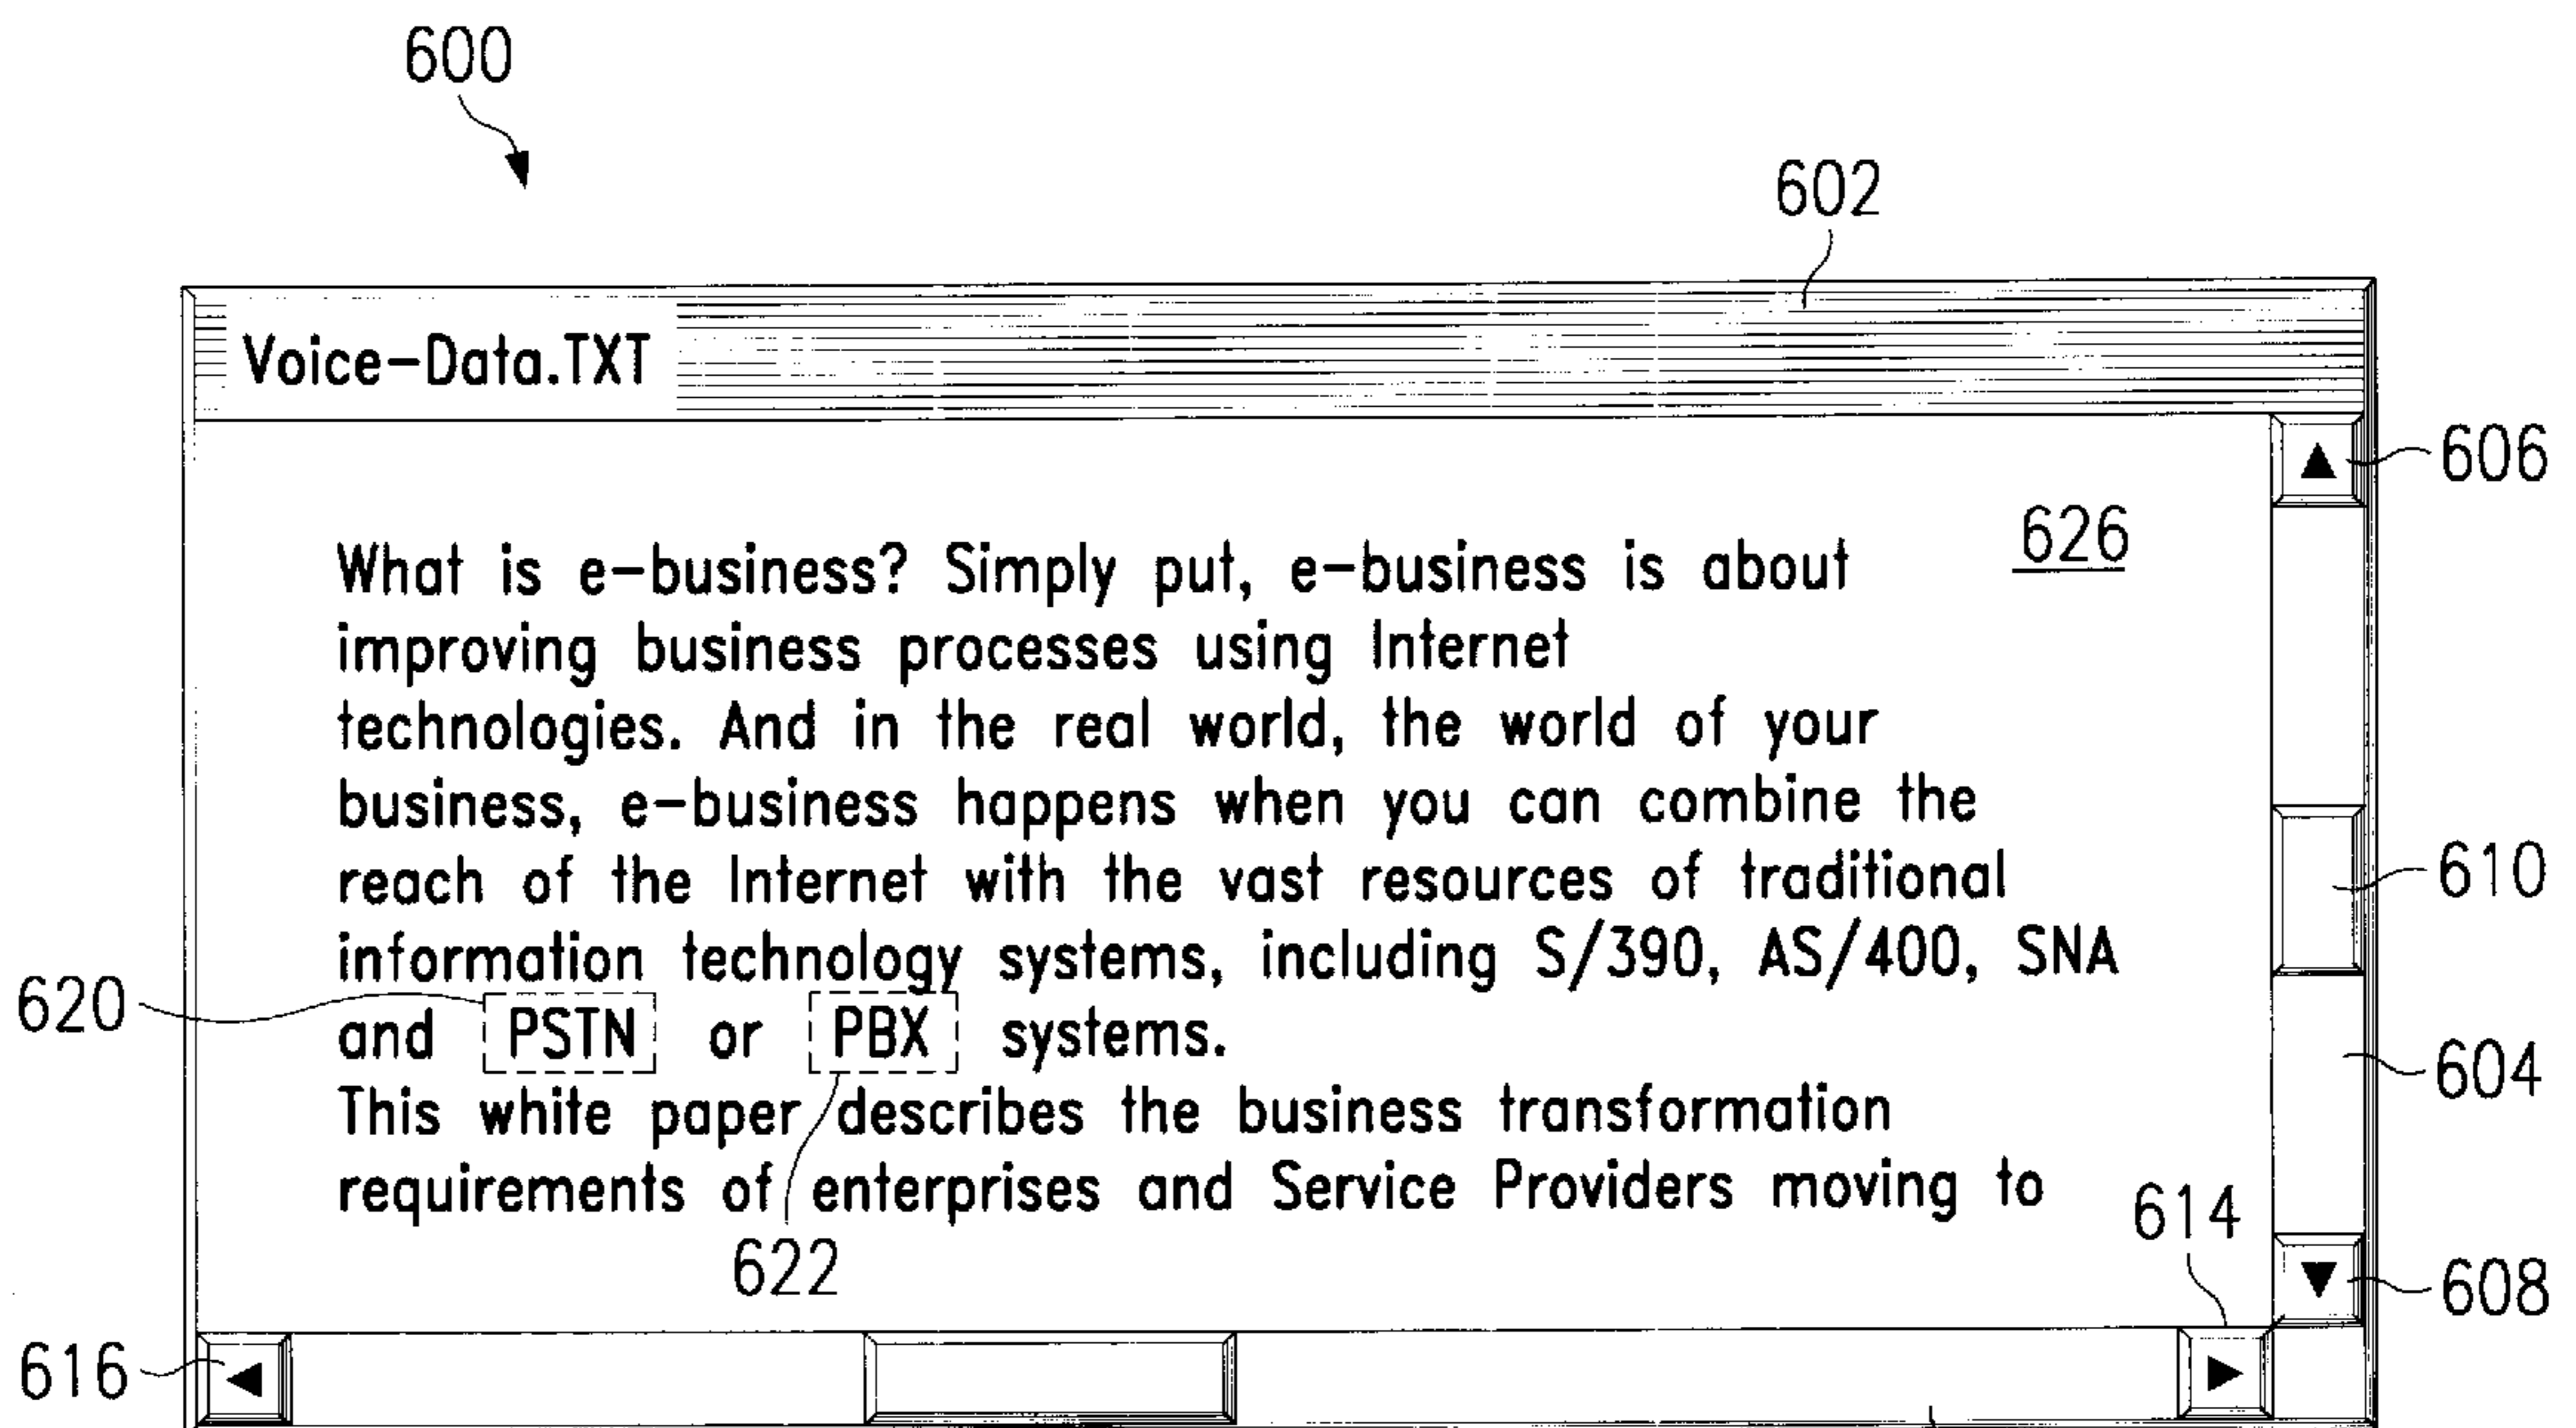 600
602
Voice-Data.TXT
606
626
What is e-business? Simply put, e-business is about
improving business processes using Internet
technologies. And in the real world, the world of your
business, e-business happens when you can combine the
reach of the Internet with the vast resources of traditional
610
information technology systems, including S/390, AS/400, SNA
620
and PSTN or PBX systems.
604
This white paper describes the business transformation
requirements of enterprises and Service Providers moving to
614
622
608
616